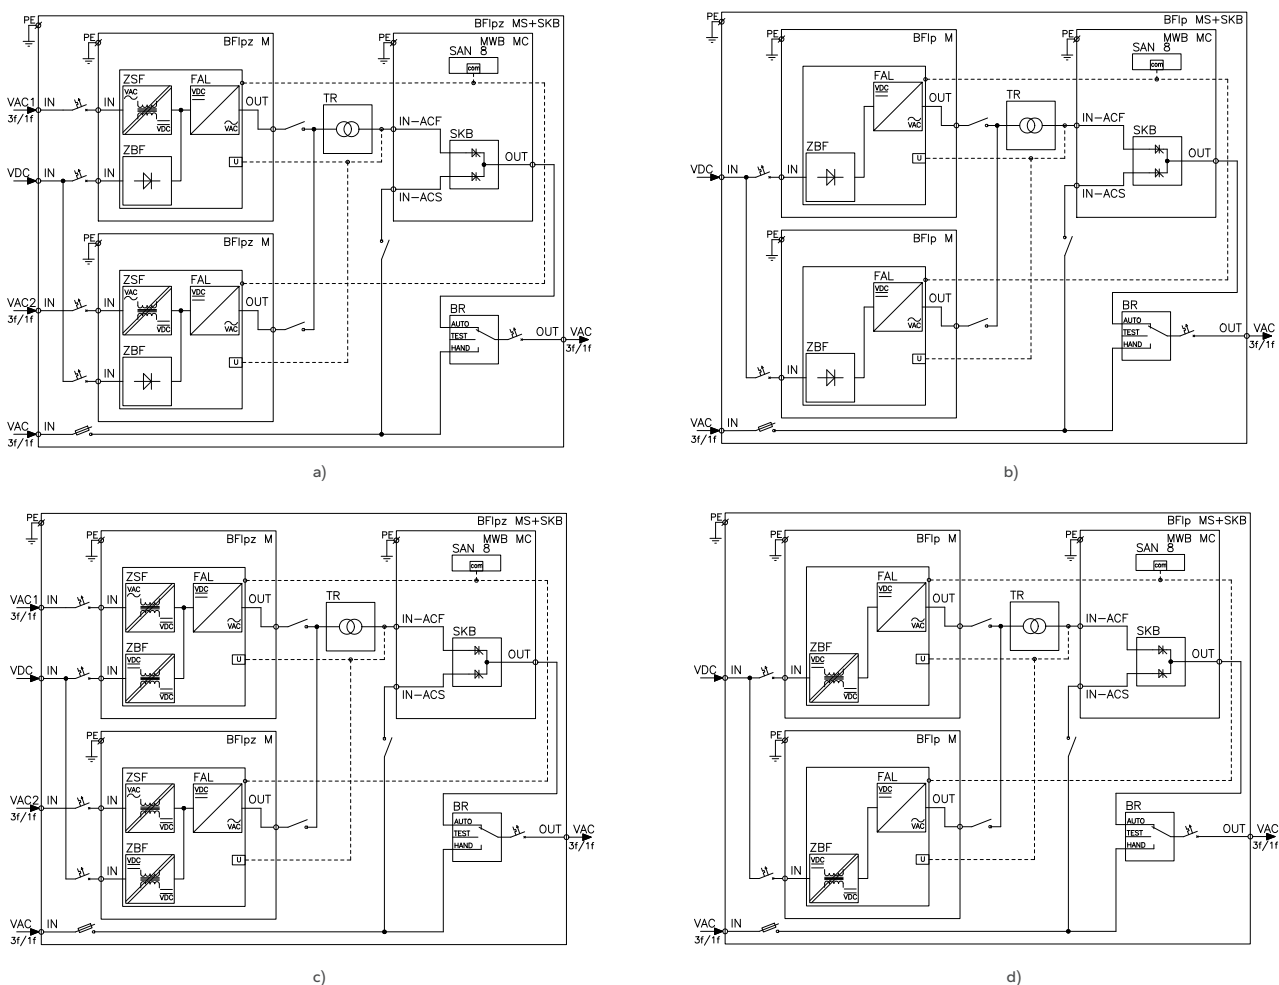 PE
BFIpz MS+SKB
PE
BFIpz M
PE
MWB MC
SAN 8
com
ZSF
FAL
VAC
VDC
VDC
VAC
OUT
TR
VAC1
IN
IN
3f/1f
IN-ACF
SKB
OUT
ZBF
U
VDC
IN
IN
IN-ACS
PE
BFIpz M
ZSF
FAL
VAC
VDC
VDC
VAC
OUT
VAC2
IN
IN
3f/1f
BR
AUTO
TEST
HAND
OUT
VAC
3f/1f
ZBF
U
IN
VAC
IN
3f/1f
a)
PE
BFIp MS+SKB
PE
BFIp M
PE
MWB MC
SAN 8
com
FAL
VDC
VAC
OUT
TR
IN-ACF
SKB
OUT
ZBF
U
VDC
IN
IN
IN-ACS
PE
BFIp M
FAL
VDC
VAC
OUT
BR
AUTO
TEST
HAND
OUT
VAC
3f/1f
ZBF
U
IN
VAC
IN
3f/1f
b)
PE
BFIpz MS+SKB
PE
BFIpz M
PE
MWB MC
SAN 8
com
ZSF
FAL
VAC
VDC
VDC
VAC
OUT
TR
VAC1
IN
IN
3f/1f
IN-ACF
SKB
OUT
ZBF
VDC
VDC
U
VDC
IN
IN
IN-ACS
PE
BFIpz M
ZSF
FAL
VAC
VDC
VDC
VAC
OUT
VAC2
IN
IN
3f/1f
BR
AUTO
TEST
HAND
OUT
VAC
3f/1f
ZBF
VDC
VDC
U
IN
VAC
IN
3f/1f
c)
PE
BFIp MS+SKB
PE
BFIp M
PE
MWB MC
SAN 8
com
FAL
VDC
VAC
OUT
TR
IN-ACF
SKB
OUT
ZBF
VDC
VDC
U
VDC
IN
IN
IN-ACS
PE
BFIp M
FAL
VDC
VAC
OUT
BR
AUTO
TEST
HAND
OUT
VAC
3f/1f
ZBF
VDC
VDC
U
IN
VAC
IN
3f/1f
d)